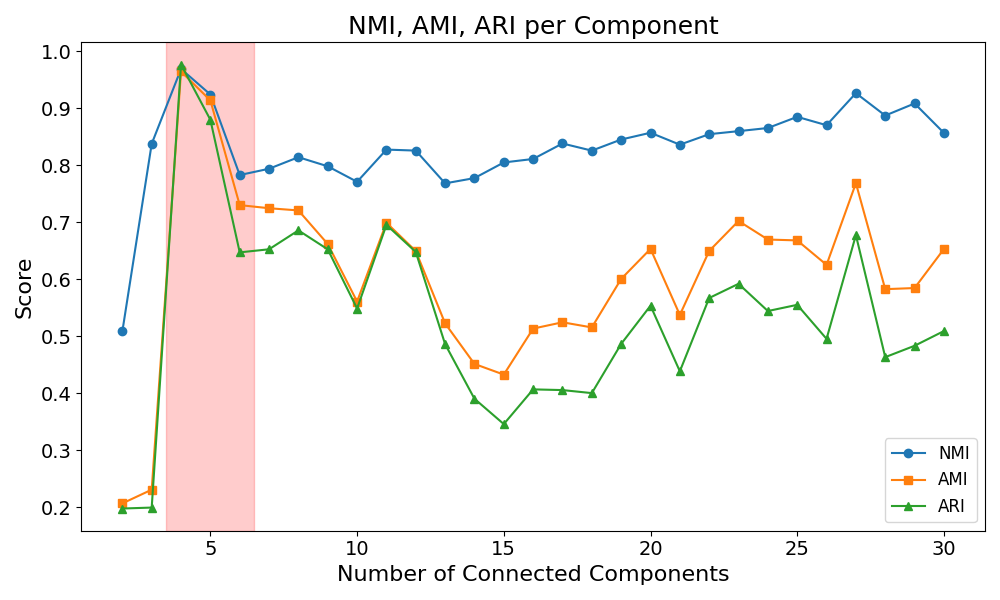 NMI, AMI, ARI per Component
1.0
0.9
0.8
0.7
0.6
0.5
0.4
0.3
0.2
Score
5
10
15
20
25
30
Number of Connected Components
NMI
AMI
ARI